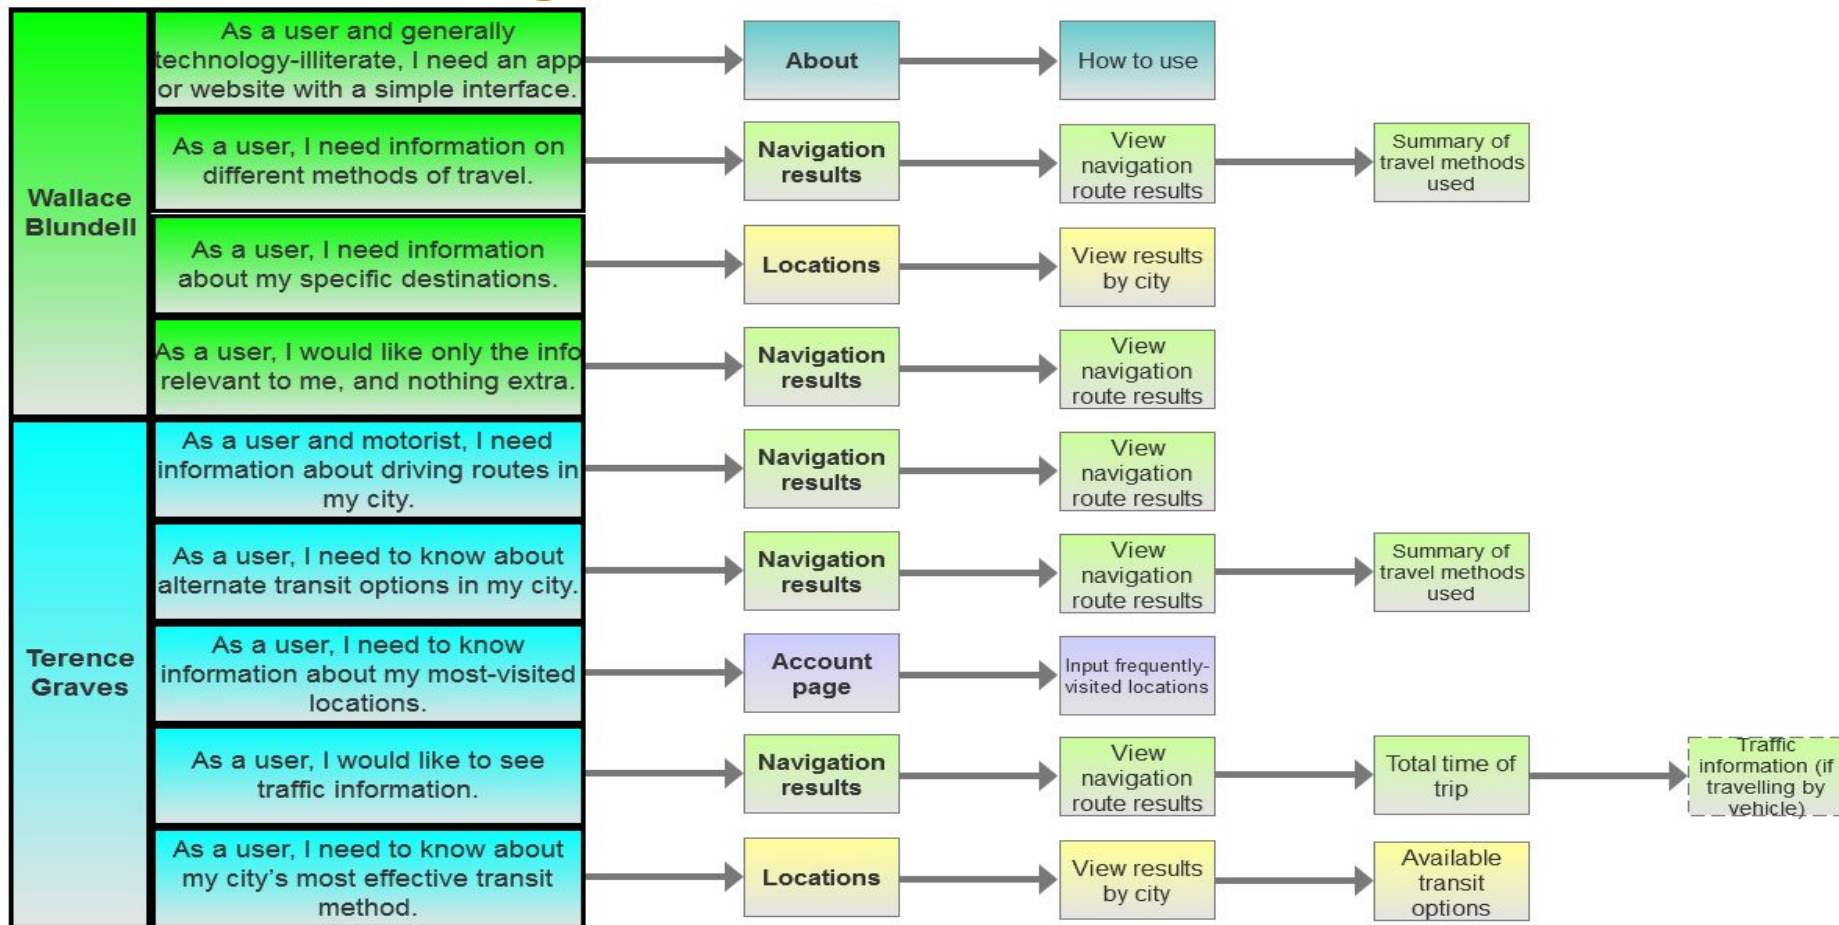 Wallace
Blundell
As a user and generally
technology-illiterate, I need an app
or website with a simple interface.
About
How to use
As a user, I need information on
different methods of travel.
Navigation
results
View
navigation
route results
Summary of
travel methods
used
As a user, I need information
about my specific destinations.
Locations
View results
by city
As a user, I would like only the info
relevant to me, and nothing extra.
Navigation
results
View
navigation
route results
Terence
Graves
As a user and motorist, I need
information about driving routes in
my city.
Navigation
results
View
navigation
route results
As a user, I need to know about
alternate transit options in my city.
Navigation
results
View
navigation
route results
Summary of
travel methods
used
As a user, I need to know
information about my most-visited
locations.
Account
page
Input frequently-
visited locations
As a user, I would like to see
traffic information.
Navigation
results
View
navigation
route results
Total time of
trip
Traffic
information (if
travelling by
vehicle)
As a user, I need to know about
my city's most effective transit
method.
Locations
View results
by city
Available
transit
options